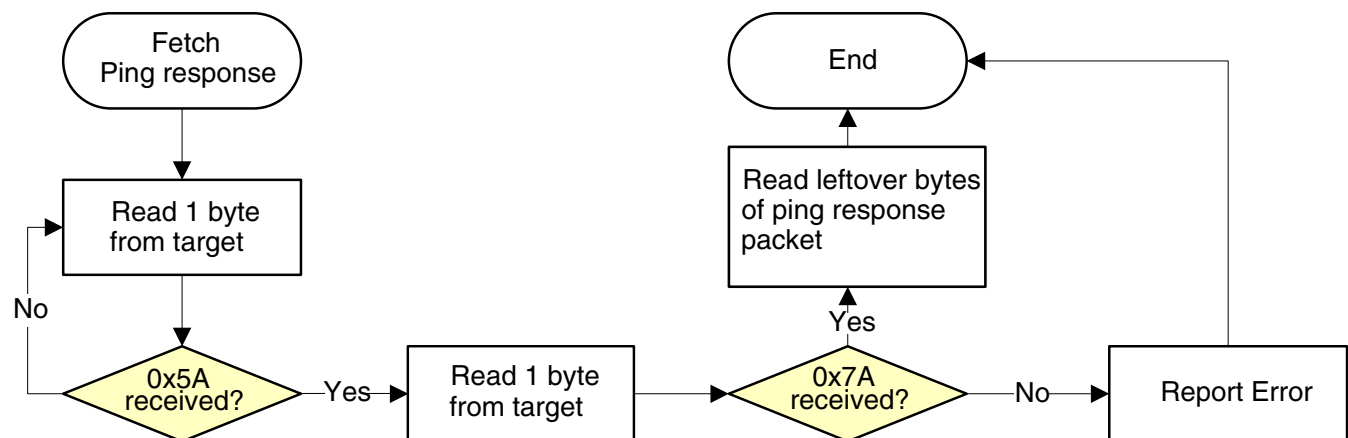 Fetch
Ping response
Read 1 byte
from target
No
0x5A
received?
Yes
Read 1 byte
from target
0x7A
received?
Yes
Read leftover bytes
of ping response
packet
End
No
Report Error